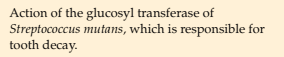 Action of the glucosyl transferase of
Streptococcus mutans, which is responsible for
tooth decay.